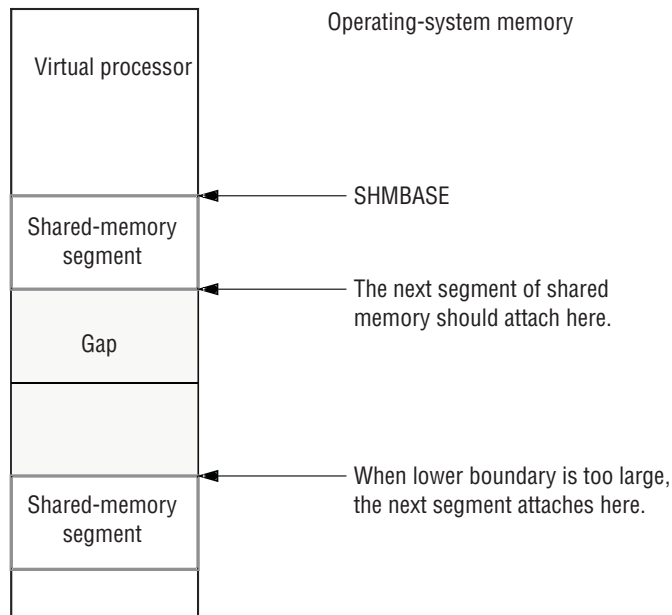 Operating-system memory
Virtual processor
SHMBASE
Shared-memory
segment
The next segment of shared
memory should attach here.
Gap
When lower boundary is too large,
the next segment attaches here.
Shared-memory
segment